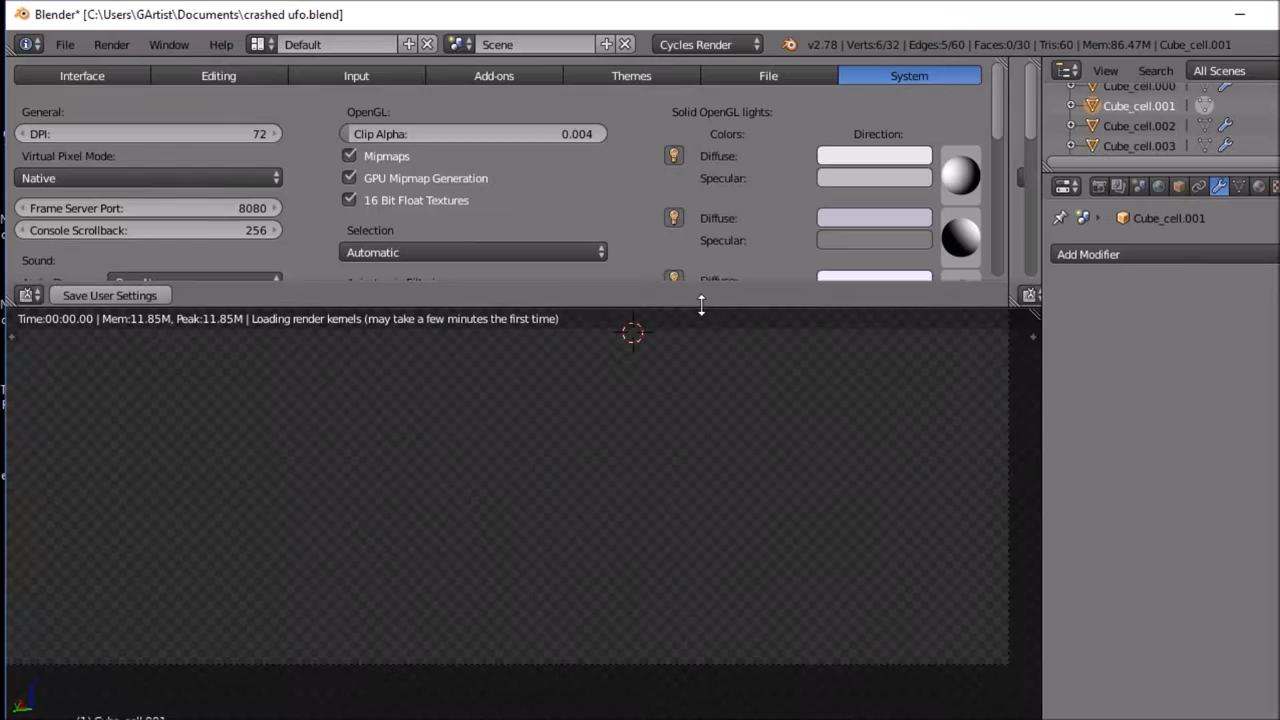 Blender* [C:\Users\GArtist\Documents\crashed ufo.blend]
File Render Window Help Default Scene Cycles Render v2.78 | Verts:6/32 | Edges:5/60 | Faces:0/30 | Tris:60 | Mem:86.47M | Cube_cell.001
Interface Editing Input Add-ons Themes File System
View Search All Scenes
Cube_cell.000
Cube_cell.001
Cube_cell.002
Cube_cell.003
General:
DPI: 72
Virtual Pixel Mode:
Native
Frame Server Port: 8080
Console Scrollback: 256
Sound:
OpenGL:
Clip Alpha: 0.004
Mipmaps
GPU Mipmap Generation
16 Bit Float Textures
Selection
Automatic
Solid OpenGL lights:
Colors: Direction:
Diffuse:
Specular:
Diffuse:
Specular:
Diffuse:
Cube_cell.001
Add Modifier
Save User Settings
Time:00:00.00 | Mem:11.85M, Peak:11.85M | Loading render kernels (may take a few minutes the first time)
(1) Cube_cell.001